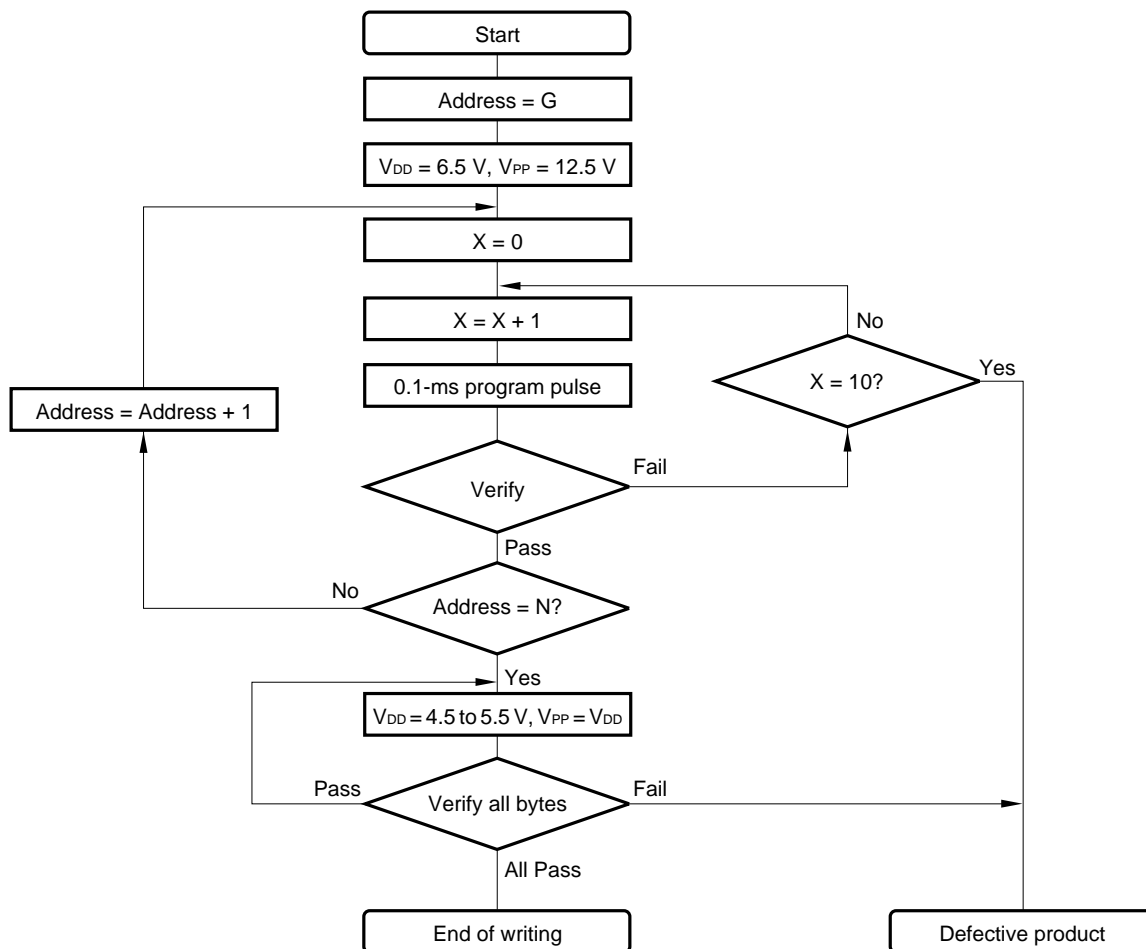 Start
Address = G
VDD = 6.5 V, VPP = 12.5 V
X = 0
X = X + 1
No
0.1-ms program pulse
X = 10?
Yes
Address = Address + 1
Verify
Fail
Pass
No
Address = N?
Yes
VDD = 4.5 to 5.5 V, VPP = VDD
Pass
Verify all bytes
Fail
All Pass
End of writing
Defective product